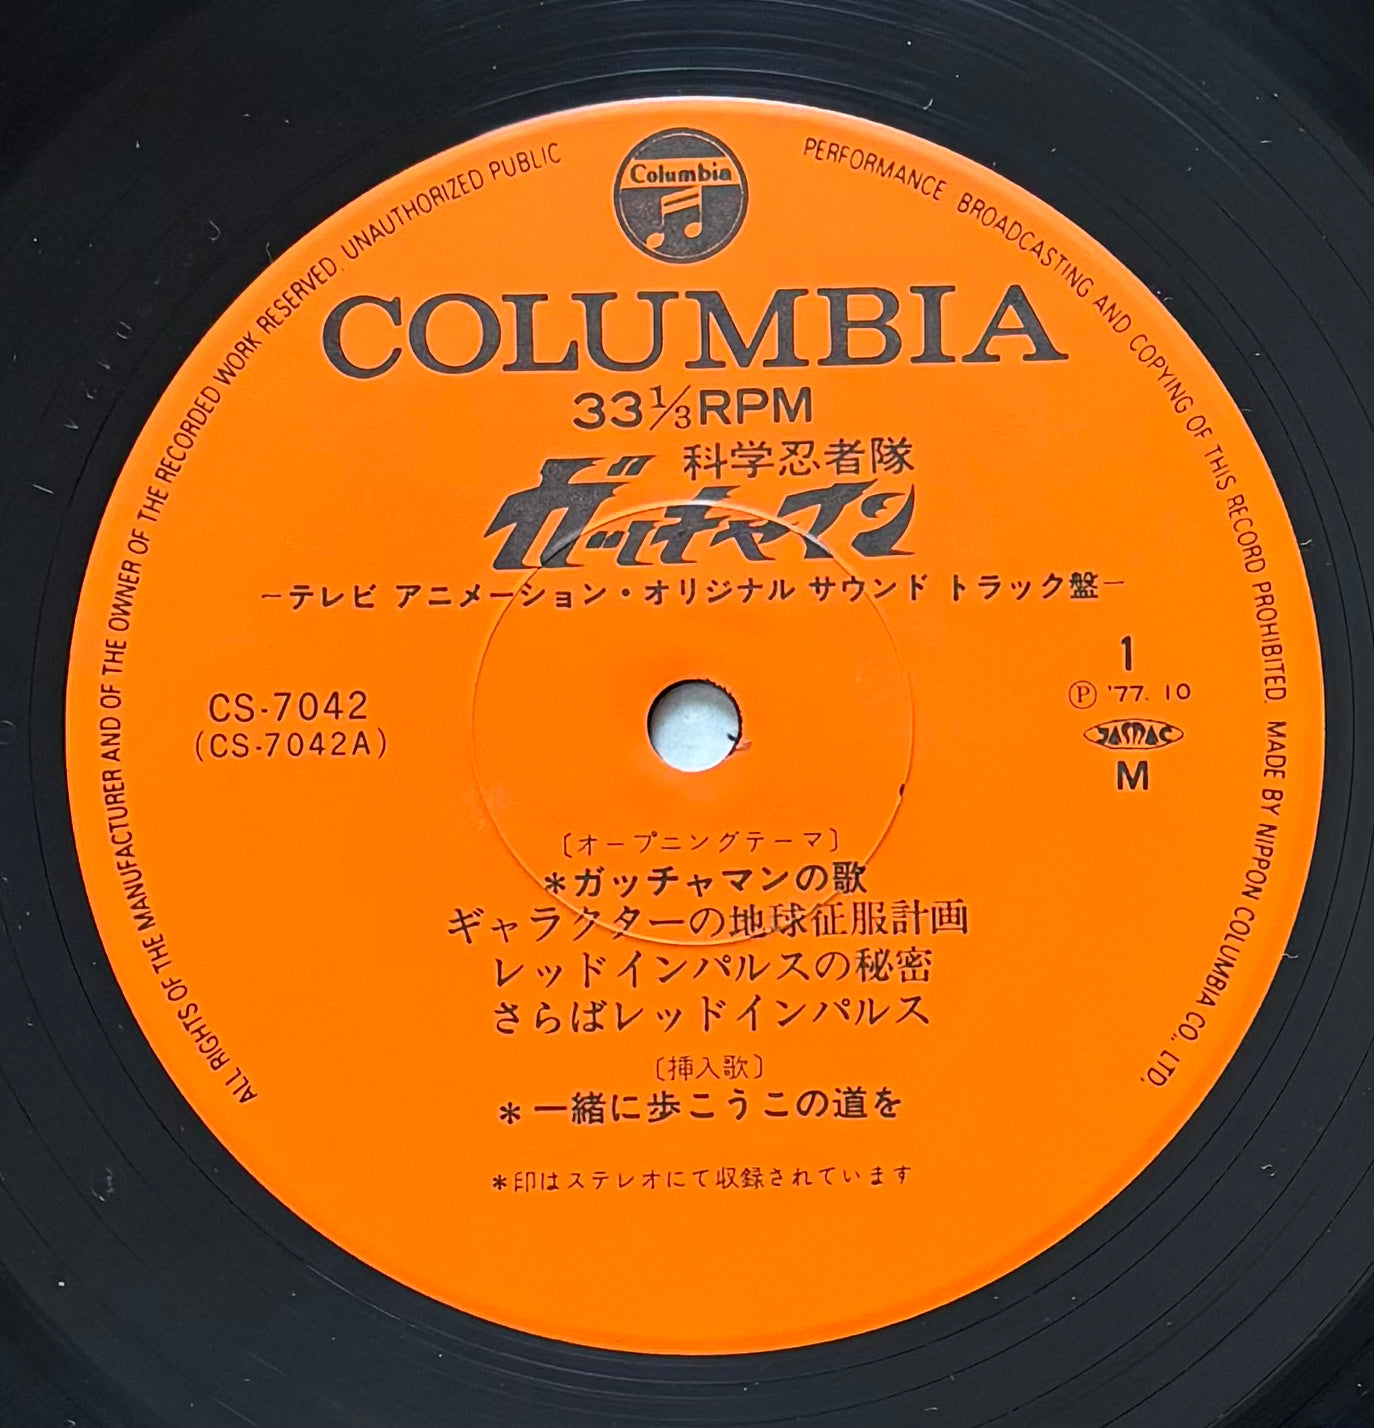 Columbia
COLUMBIA
33⅓RPM
科学忍者隊
ガッチャマン
−テレビ アニメーション・オリジナル サウンド トラック盤−
CS-7042
(CS-7042A)
1
Ⓟ '77. 10
JASRAC
M
〔オープニングテーマ〕
*ガッチャマンの歌
ギャラクターの地球征服計画
レッドインパルスの秘密
さらばレッドインパルス
〔挿入歌〕
*一緒に歩こうこの道を
*印はステレオにて収録されています
ALL RIGHTS OF THE MANUFACTURER AND OF THE OWNER OF THE RECORDED WORK RESERVED. UNAUTHORIZED PUBLIC PERFORMANCE BROADCASTING AND COPYING OF THIS RECORD PROHIBITED. MADE BY NIPPON COLUMBIA CO., LTD.